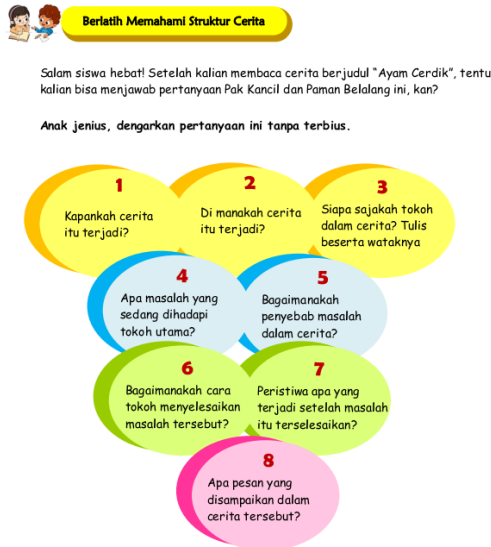 Berlatih Memahami Struktur Cerita
Salam siswa hebat! Setelah kalian membaca cerita berjudul "Ayam Cerdik", tentu
kalian bisa menjawab pertanyaan Pak Kancil dan Paman Belalang ini, kan?
Anak jenius, dengarkan pertanyaan ini tanpa terbius.
1
Kapankah cerita
itu terjadi?
2
Di manakah cerita
itu terjadi?
3
Siapa sajakah tokoh
dalam cerita? Tulis
beserta wataknya
4
Apa masalah yang
sedang dihadapi
tokoh utama?
5
Bagaimanakah
penyebab masalah
dalam cerita?
6
Bagaimanakah cara
tokoh menyelesaikan
masalah tersebut?
7
Peristiwa apa yang
terjadi setelah masalah
itu terselesaikan?
8
Apa pesan yang
disampaikan dalam
cerita tersebut?